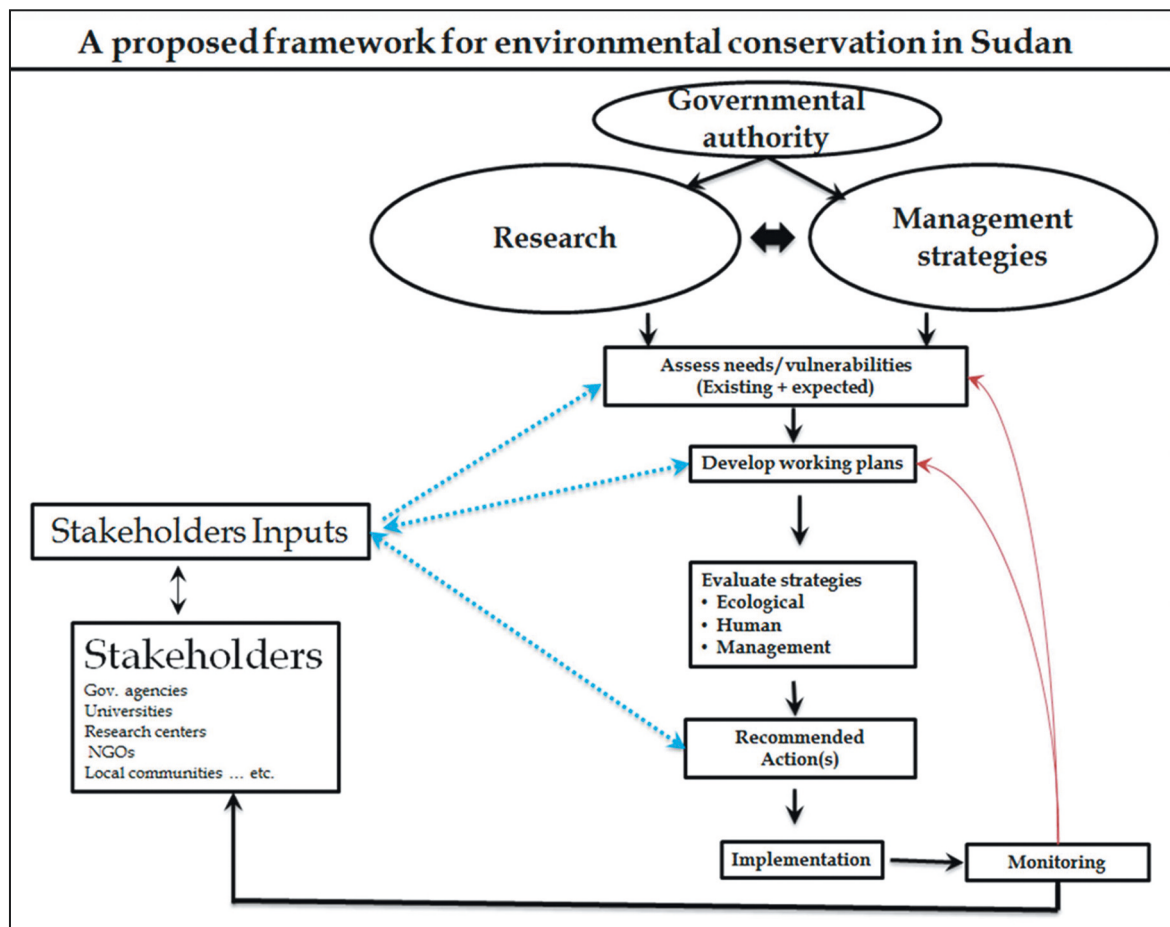 A proposed framework for environmental conservation in Sudan
Governmental
authority
Research
Management
strategies
Assess needs/vulnerabilities
(Existing + expected)
Develop working plans
Stakeholders Inputs
Evaluate strategies
• Ecological
• Human
• Management
Stakeholders
Gov. agencies
Universities
Research centers
NGOs
Local communities ... etc.
Recommended
Action(s)
Implementation
Monitoring